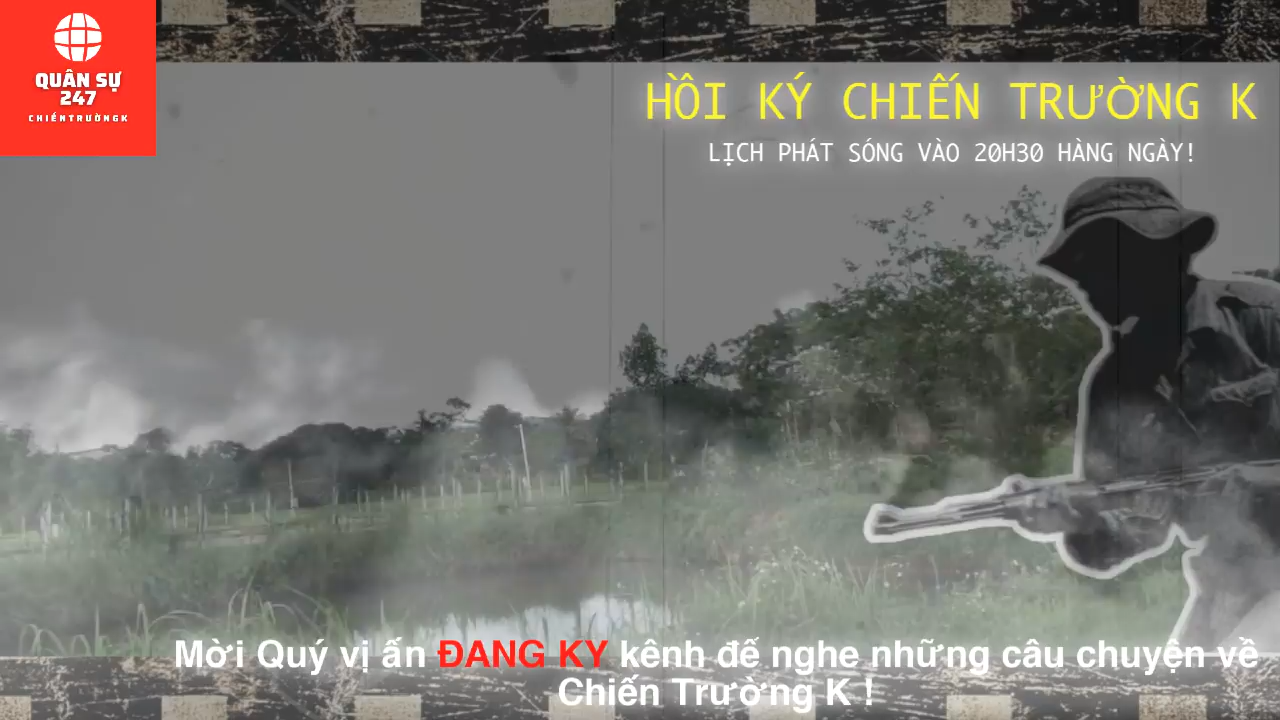 QUÂN SỰ
247
CHIẾNTRƯỜNGK
HỒI KÝ CHIẾN TRƯỜNG K
LỊCH PHÁT SÓNG VÀO 20H30 HÀNG NGÀY!
Mời Quý vị ấn ĐANG KY kênh để nghe những câu chuyện về
Chiến Trường K !